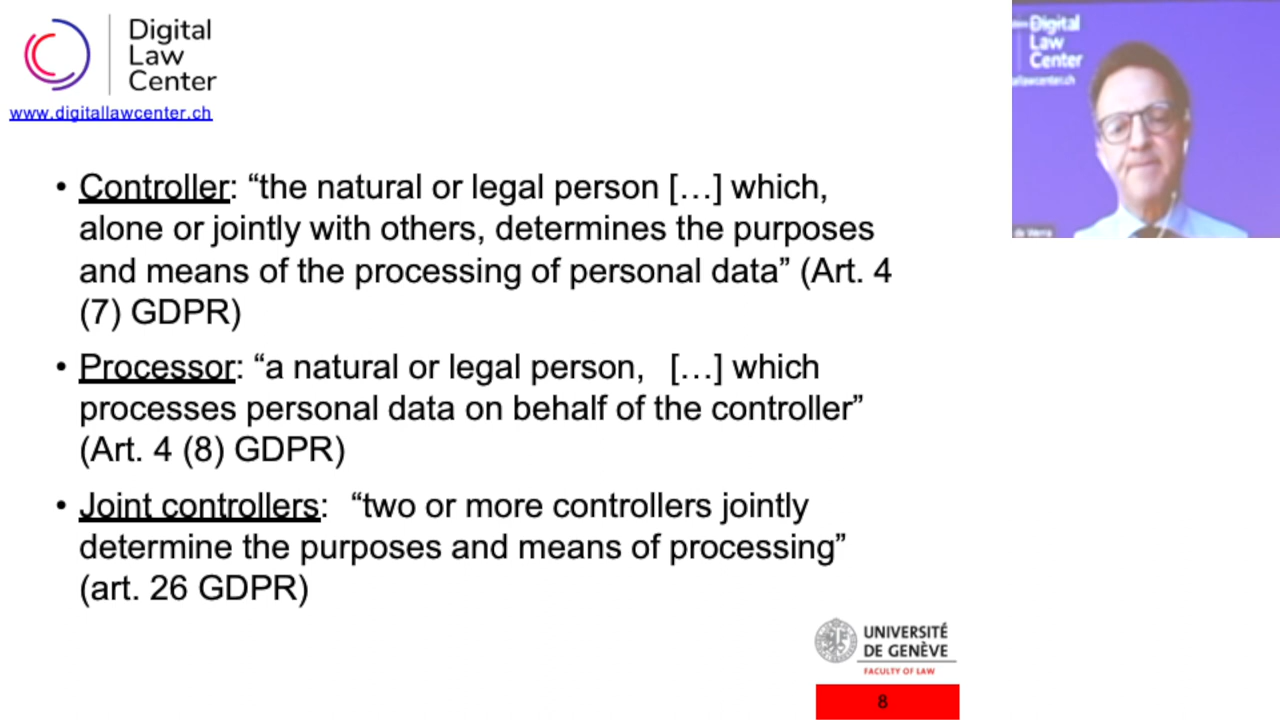 Digital
Law
Center
www.digitallawcenter.ch
• Controller: “the natural or legal person […] which,
alone or jointly with others, determines the purposes
and means of the processing of personal data” (Art. 4
(7) GDPR)
• Processor: “a natural or legal person, […] which
processes personal data on behalf of the controller”
(Art. 4 (8) GDPR)
• Joint controllers: “two or more controllers jointly
determine the purposes and means of processing”
(art. 26 GDPR)
UNIVERSITÉ
DE GENÈVE
FACULTY OF LAW
8
Digital
Law
Center
de Werra